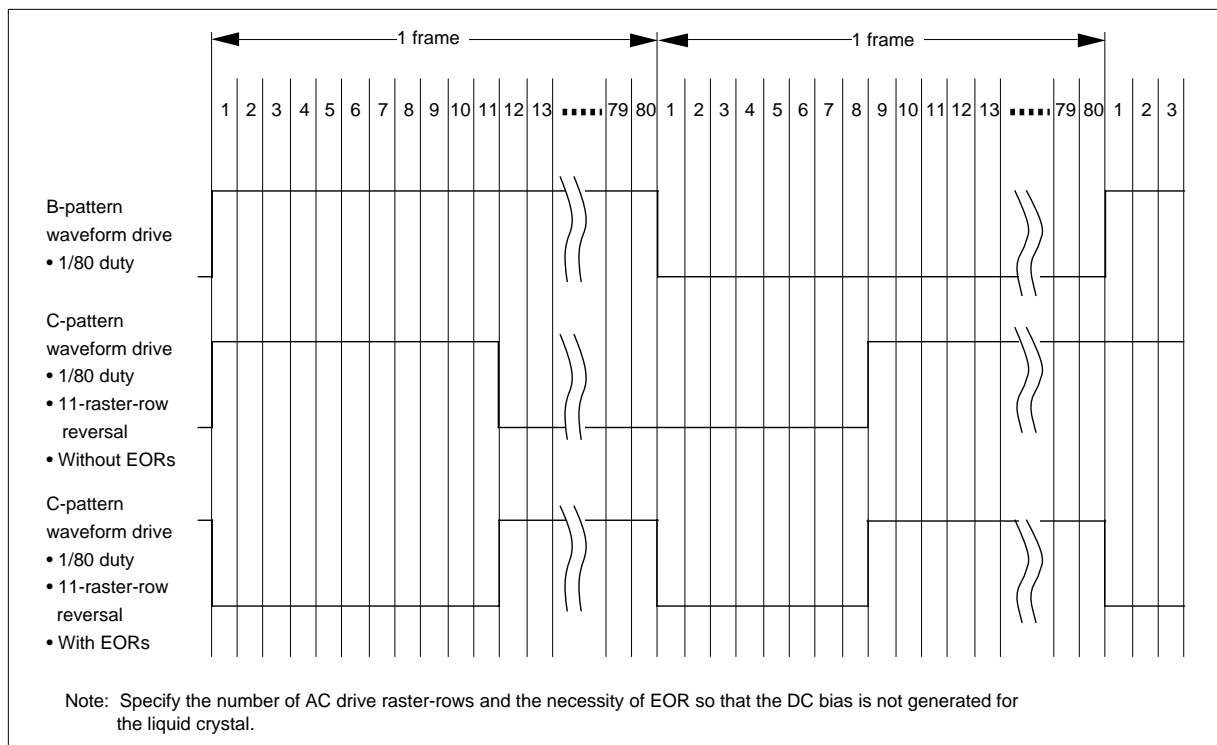 1 frame 1 frame
1 2 3 4 5 6 7 8 9 10 11 12 13 79 80 1 2 3 4 5 6 7 8 9 10 11 12 13 79 80 1 2 3
B-pattern
waveform drive
• 1/80 duty
C-pattern
waveform drive
• 1/80 duty
• 11-raster-row
reversal
• Without EORs
C-pattern
waveform drive
• 1/80 duty
• 11-raster-row
reversal
• With EORs
Note: Specify the number of AC drive raster-rows and the necessity of EOR so that the DC bias is not generated for
the liquid crystal.